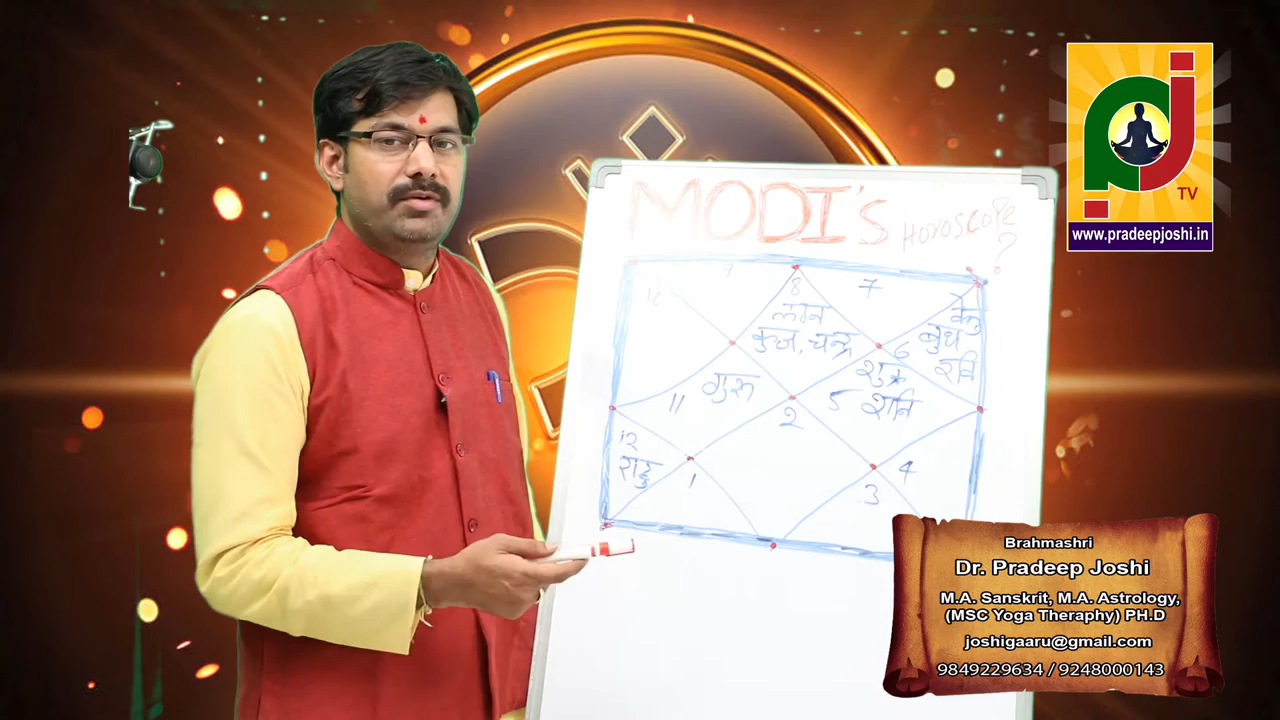 MODI'S HOROSCOPE
?
9
8
7
10
लग्न
केतु
कुज, चन्द्र
6
बुध
शुक्र
रवि
गुरु
11
5 शनि
2
12
राहु
1
4
3
PJ
TV
www.pradeepjoshi.in
Brahmashri
Dr. Pradeep Joshi
M.A. Sanskrit, M.A. Astrology,
(MSC Yoga Theraphy) PH.D
joshigaaru@gmail.com
9849229634 / 9248000143